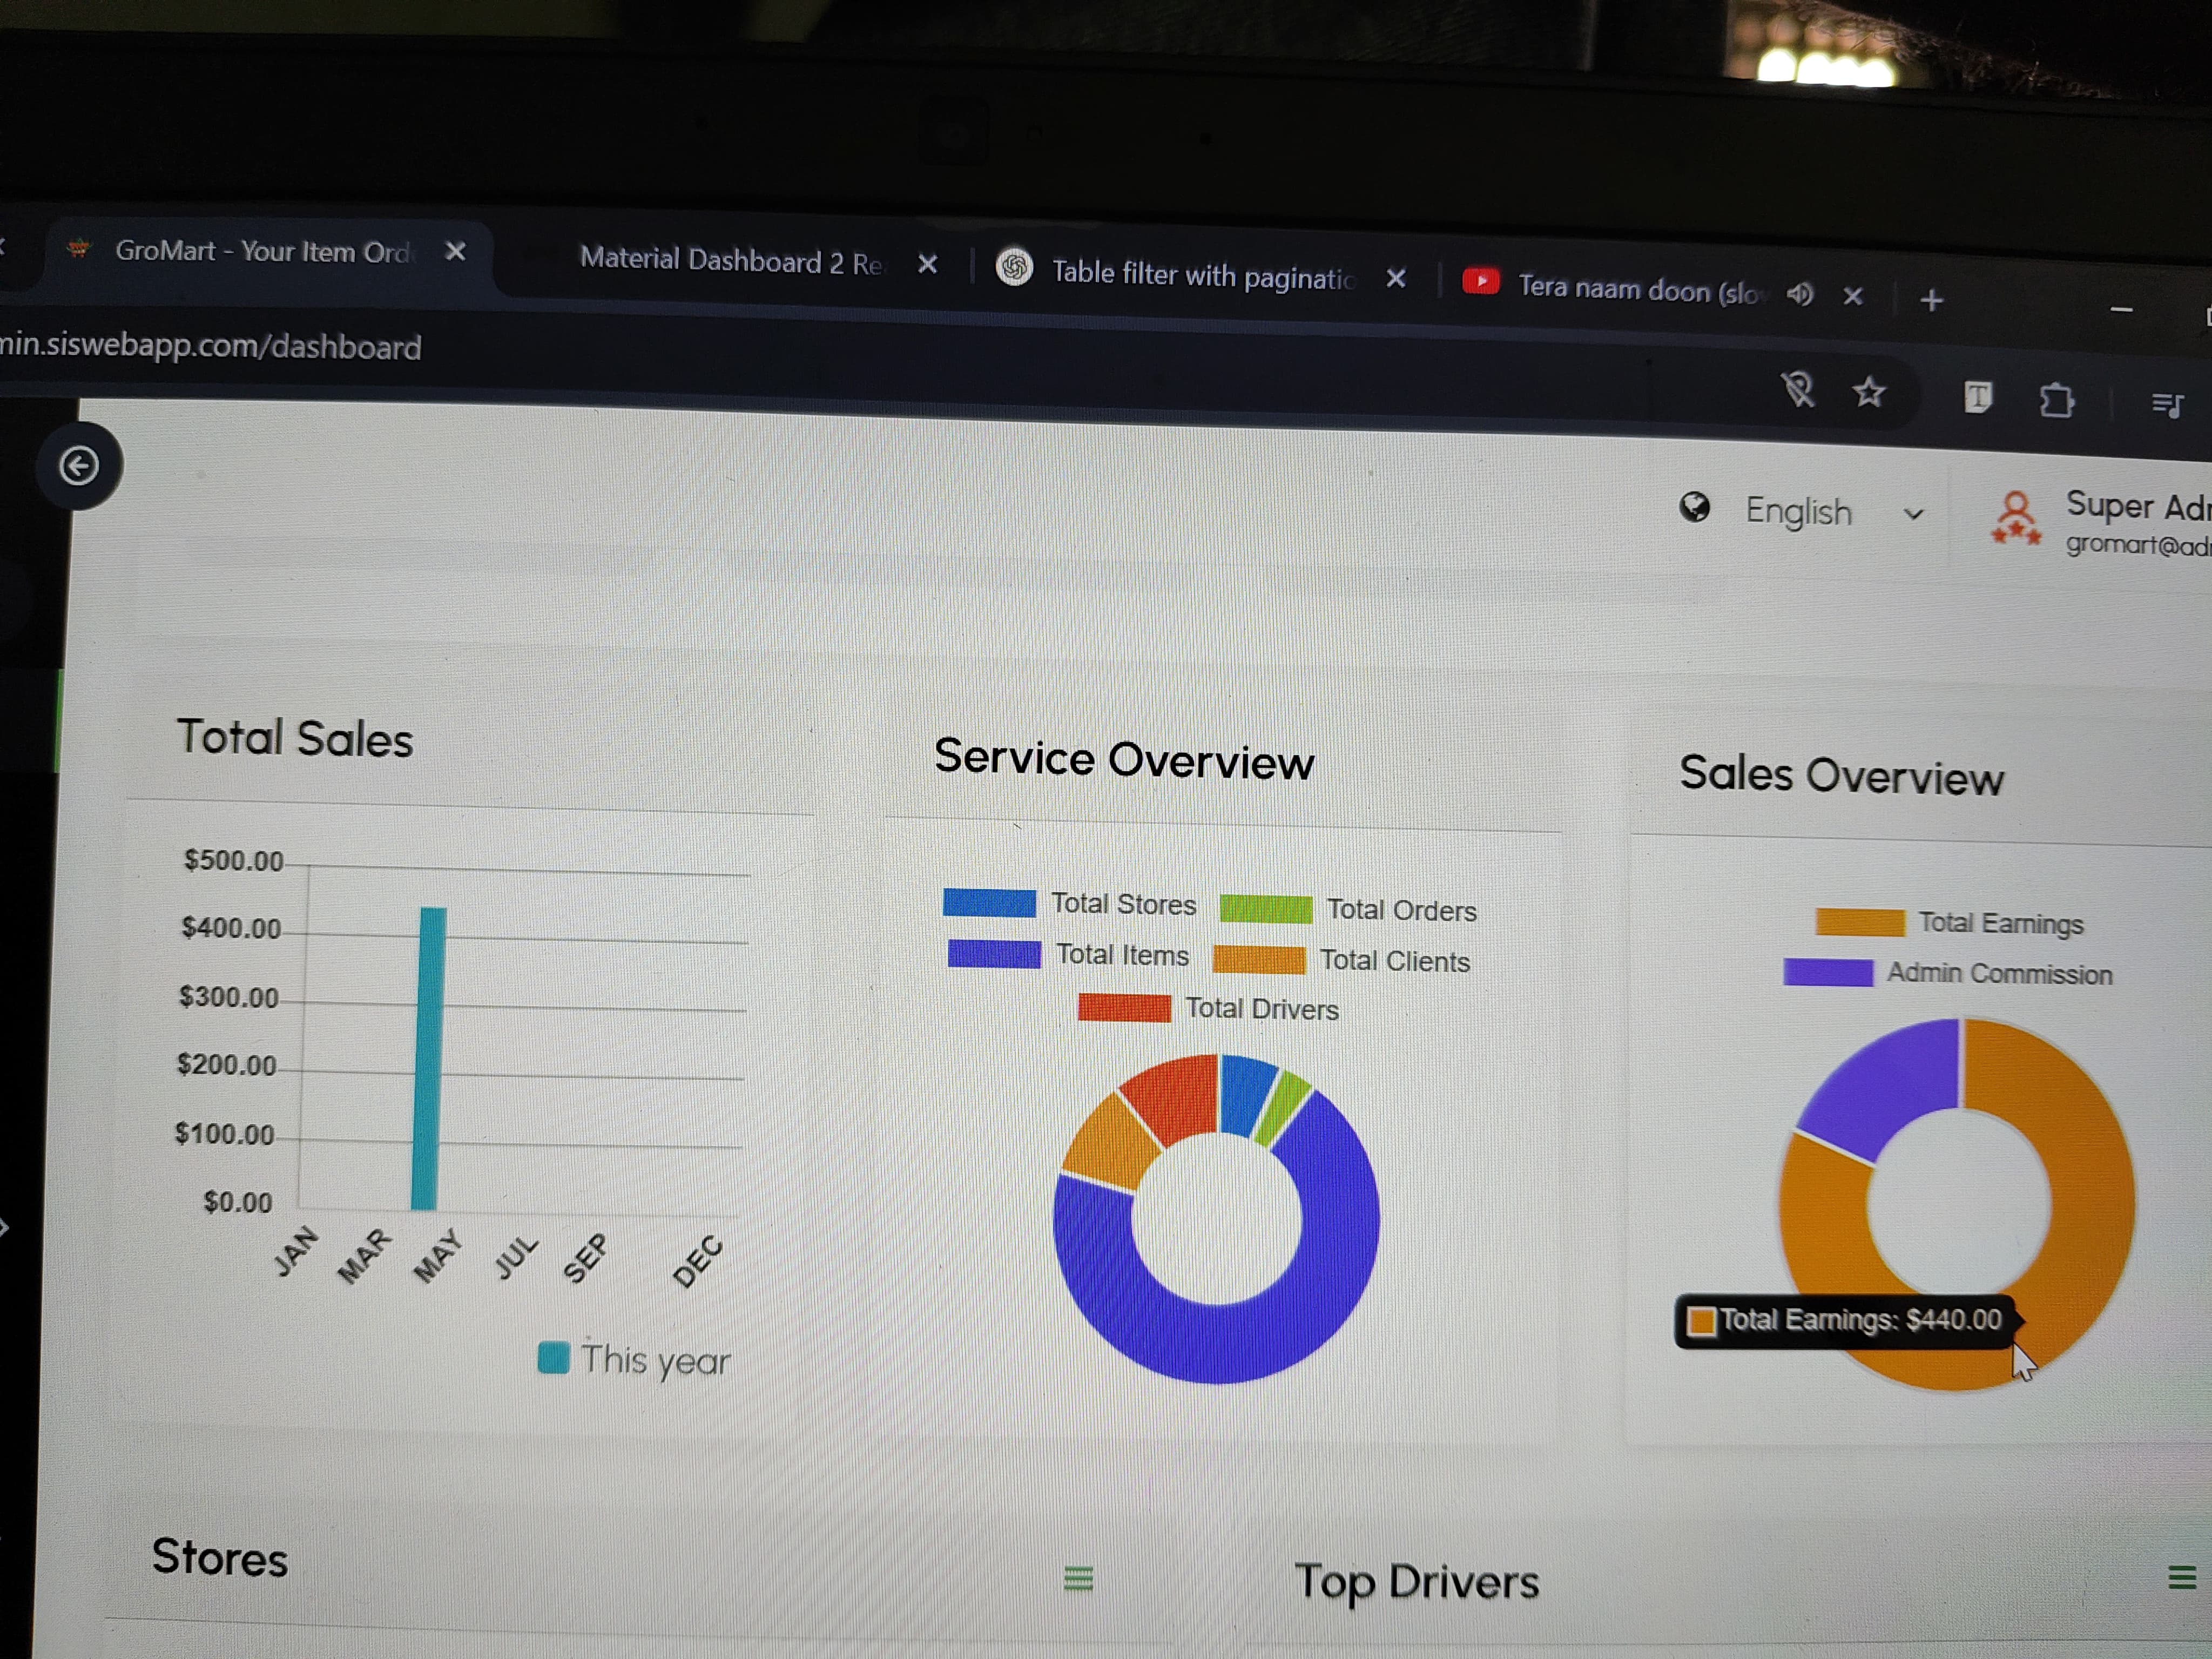 GroMart - Your Item Ord
Material Dashboard 2 Re
Table filter with paginatic
Tera naam doon (slo
min.siswebapp.com/dashboard
English
Super Adr
gromart@adr
Total Sales
$500.00
$400.00
$300.00
$200.00
$100.00
$0.00
JAN
MAR
MAY
JUL
SEP
DEC
This year
Service Overview
Total Stores
Total Orders
Total Items
Total Clients
Total Drivers
Sales Overview
Total Earnings
Admin Commission
Total Earnings: $440.00
Stores
Top Drivers